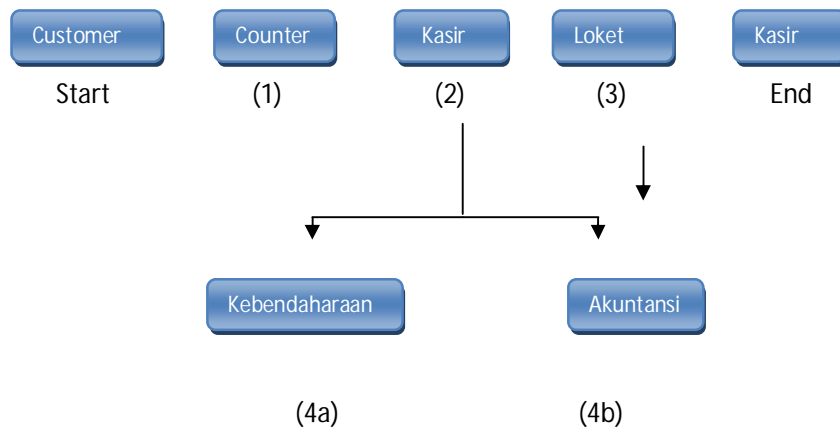 Customer Counter Kasir Loket Kasir
Start (1) (2) (3) End
Kebendaharaan Akuntansi
(4a) (4b)